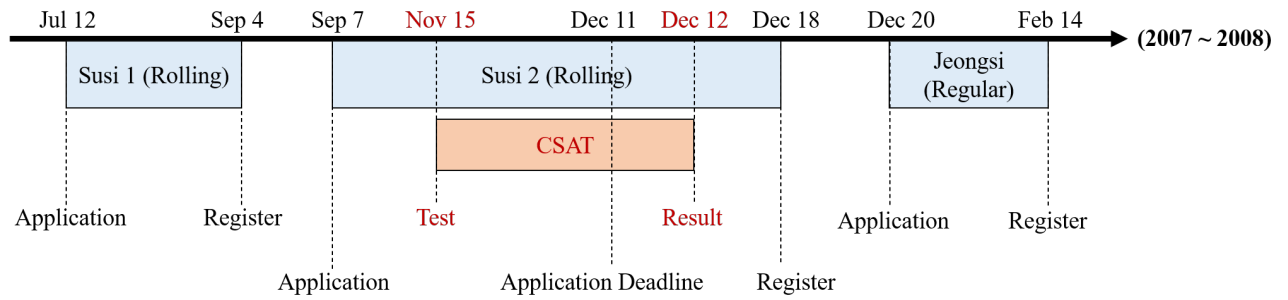 Jul 12 Sep 4 Sep 7 Nov 15 Dec 11 Dec 12 Dec 18 Dec 20 Feb 14
(2007 ~ 2008)
Susi 1 (Rolling) Susi 2 (Rolling) Jeongsi
(Regular)
CSAT
Application Register Test Result Application Register
Application Application Deadline Register